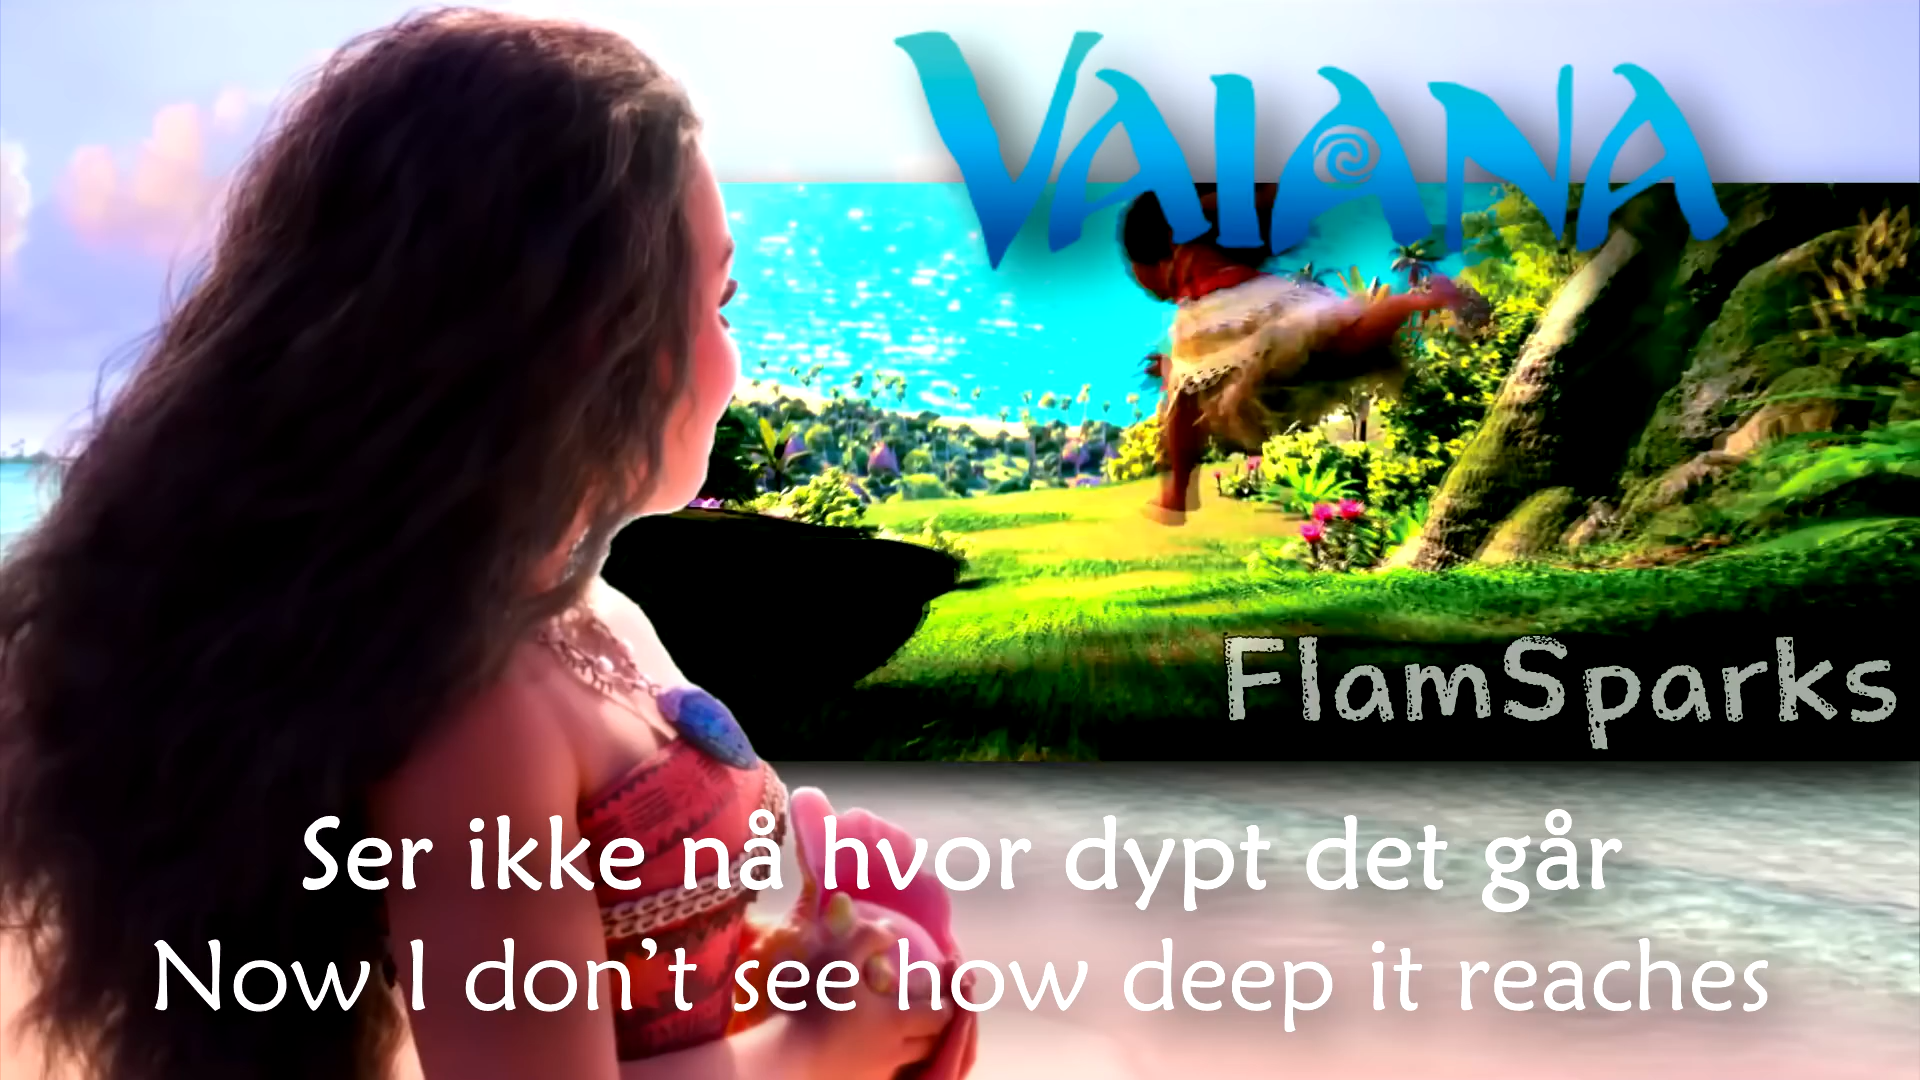 VAIANA
FlamSparks
Ser ikke nå hvor dypt det går
Now I don't see how deep it reaches